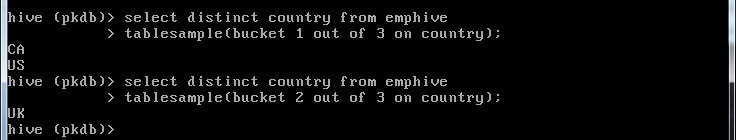 hive (pkdb)> select distinct country from emphive
> tablesample(bucket 1 out of 3 on country);
CA
US
hive (pkdb)> select distinct country from emphive
> tablesample(bucket 2 out of 3 on country);
UK
hive (pkdb)>